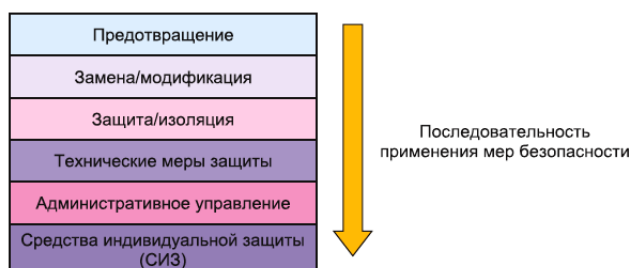 Предотвращение
Замена/модификация
Защита/изоляция
Технические меры защиты
Административное управление
Средства индивидуальной защиты
(СИЗ)
Последовательность
применения мер безопасности